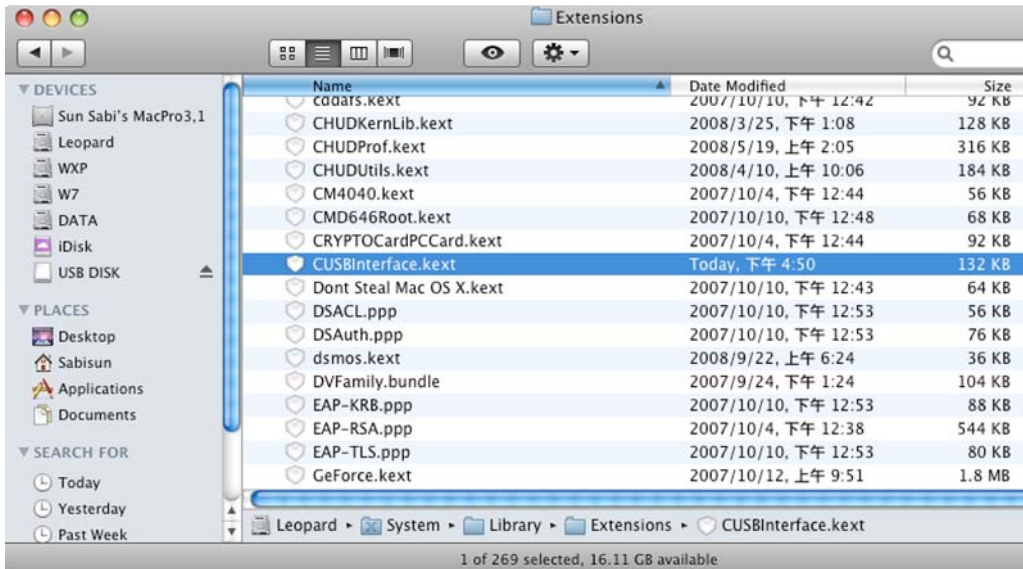 Extensions
DEVICES
Sun Sabi's MacPro3,1
Leopard
WXP
W7
DATA
iDisk
USB DISK
PLACES
Desktop
Sabisun
Applications
Documents
SEARCH FOR
Today
Yesterday
Past Week
Name Date Modified Size
cddafs.kext 2007/10/10, 下午 12:42 92 KB
CHUDKernLib.kext 2008/3/25, 下午 1:08 128 KB
CHUDProf.kext 2008/5/19, 上午 2:05 316 KB
CHUDUtils.kext 2008/4/10, 上午 10:06 184 KB
CM4040.kext 2007/10/4, 下午 12:44 56 KB
CMD646Root.kext 2007/10/10, 下午 12:48 68 KB
CRYPTOCardPCCard.kext 2007/10/4, 下午 12:44 92 KB
CUSBInterface.kext Today, 下午 4:50 132 KB
Dont Steal Mac OS X.kext 2007/10/10, 下午 12:43 64 KB
DSACL.ppp 2007/10/10, 下午 12:53 56 KB
DSAuth.ppp 2007/10/10, 下午 12:53 76 KB
dsmos.kext 2008/9/22, 上午 6:24 36 KB
DVFamily.bundle 2007/9/24, 下午 1:24 104 KB
EAP-KRB.ppp 2007/10/10, 下午 12:53 88 KB
EAP-RSA.ppp 2007/10/4, 下午 12:38 544 KB
EAP-TLS.ppp 2007/10/10, 下午 12:53 80 KB
GeForce.kext 2007/10/12, 上午 9:51 1.8 MB
Leopard ▸ System ▸ Library ▸ Extensions ▸ CUSBInterface.kext
1 of 269 selected, 16.11 GB available